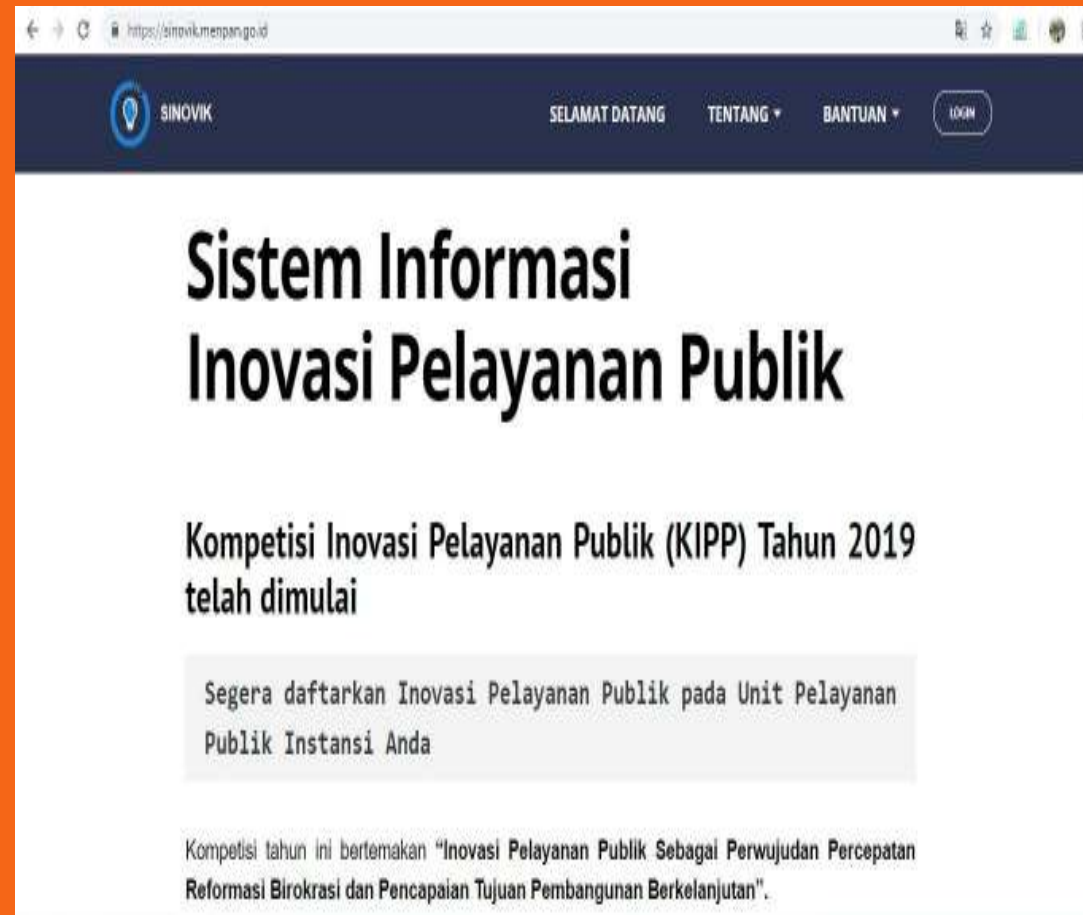 https://sinovik.menpan.go.id
SINOVIK
SELAMAT DATANG
TENTANG
BANTUAN
LOGIN
Sistem Informasi
Inovasi Pelayanan Publik
Kompetisi Inovasi Pelayanan Publik (KIPP) Tahun 2019
telah dimulai
Segera daftarkan Inovasi Pelayanan Publik pada Unit Pelayanan
Publik Instansi Anda
Kompetisi tahun ini bertemakan “Inovasi Pelayanan Publik Sebagai Perwujudan Percepatan
Reformasi Birokrasi dan Pencapaian Tujuan Pembangunan Berkelanjutan”.